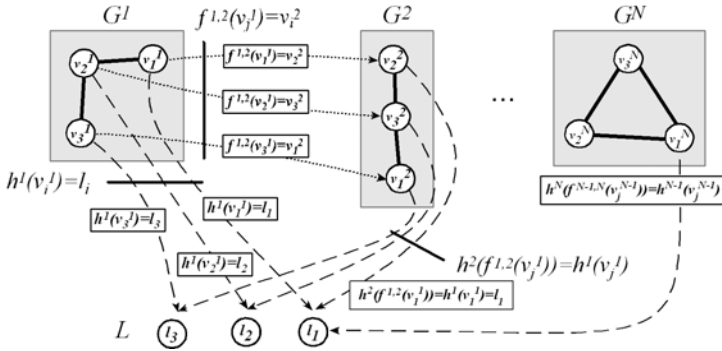 G¹ f¹,²(vⱼ¹)=vᵢ² G² Gᴺ
v₂¹ v₁¹ f¹,²(v₁¹)=v₂² v₂² v₃ᴺ
f¹,²(v₂¹)=v₃² v₃² ...
v₃¹ f¹,²(v₃¹)=v₁² v₁² v₂ᴺ v₁ᴺ
h¹(vᵢ¹)=lᵢ hᴺ(fᴺ⁻¹,ᴺ(vⱼᴺ⁻¹))=hᴺ⁻¹(vⱼᴺ⁻¹)
h¹(v₃¹)=l₃ h¹(v₁¹)=l₁
h¹(v₂¹)=l₂ h²(f¹,²(vⱼ¹))=h¹(vⱼ¹)
h²(f¹,²(v₁¹))=h¹(v₁¹)=l₁
L l₃ l₂ l₁